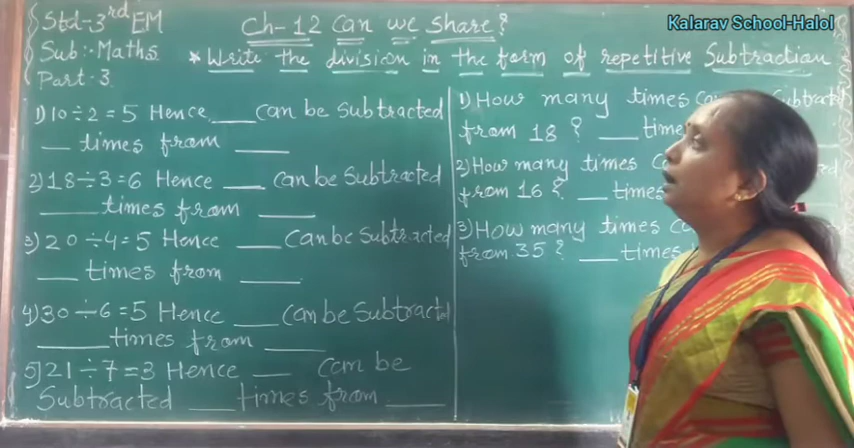 Kalarav School-Halol
Std-3rd EM
Sub:-Maths
Part-3
Ch-12 Can we Share?
* Write the division in the form of repetitive Subtraction
1) 10÷2=5 Hence ___ can be Subtracted
___ times from ___
2) 18÷3=6 Hence ___ can be Subtracted
___ times from ___
3) 20÷4=5 Hence ___ can be Subtracted
___ times from ___
4) 30÷6=5 Hence ___ can be Subtracted
___ times from ___
5) 21÷7=3 Hence ___ can be
Subtracted ___ times from ___
1) How many times Subtract
from 18? ___ time
2) How many times
from 16? ___ times
3) How many times
from 35? ___ times